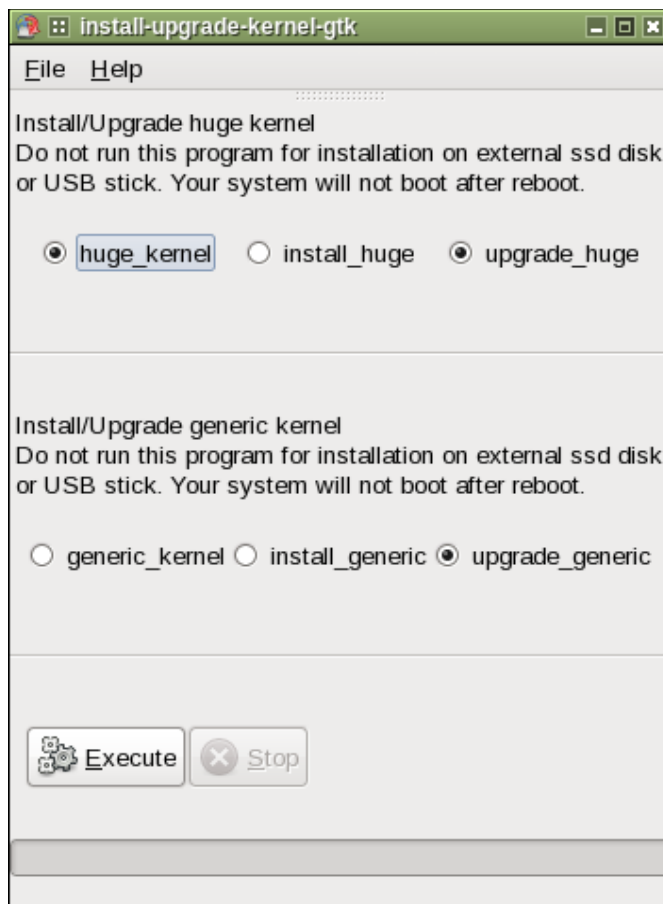 install-upgrade-kernel-gtk
File Help
Install/Upgrade huge kernel
Do not run this program for installation on external ssd disk
or USB stick. Your system will not boot after reboot.
huge_kernel install_huge upgrade_huge
Install/Upgrade generic kernel
Do not run this program for installation on external ssd disk
or USB stick. Your system will not boot after reboot.
generic_kernel install_generic upgrade_generic
Execute Stop